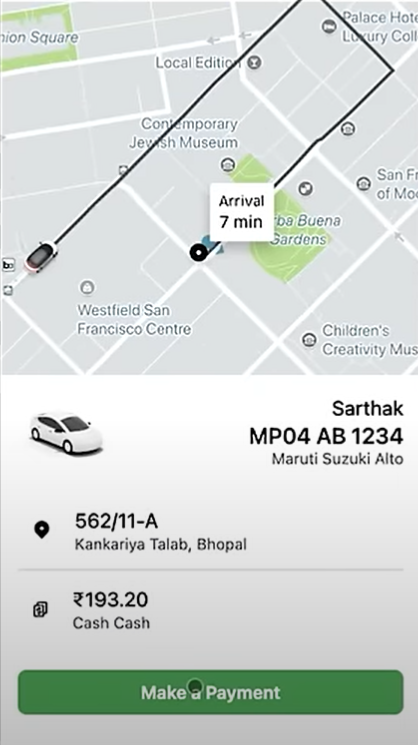 nion Square
Palace Hote
Luxury Coll
Local Edition
Contemporary
Jewish Museum
San Fr
of Mod
Arrival
7 min
rba Buena
Gardens
Westfield San
Francisco Centre
Children's
Creativity Mus
Sarthak
MP04 AB 1234
Maruti Suzuki Alto
562/11-A
Kankariya Talab, Bhopal
₹193.20
Cash Cash
Make a Payment